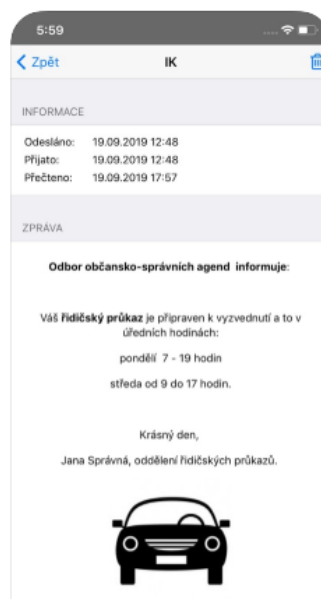 5:59
Zpět
IK
INFORMACE
Odesláno: 19.09.2019 12:48
Přijato: 19.09.2019 12:48
Přečteno: 19.09.2019 17:57
ZPRÁVA
Odbor občansko-správních agend informuje:
Váš řidičský průkaz je připraven k vyzvednutí a to v
úředních hodinách:
pondělí 7 - 19 hodin
středa od 9 do 17 hodin.
Krásný den,
Jana Správná, oddělení řidičských průkazů.